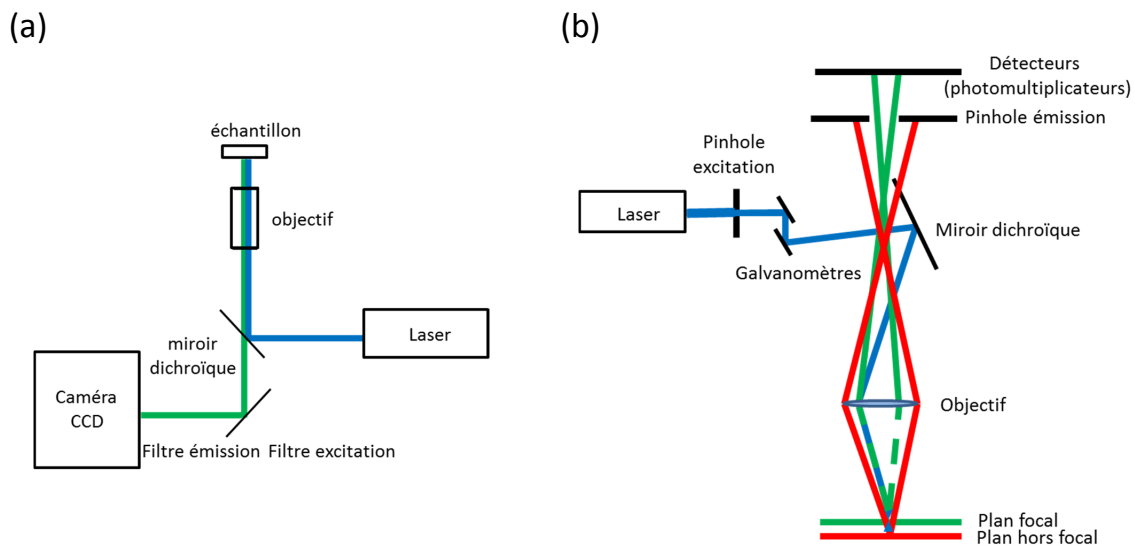 (a)
échantillon
objectif
Laser
miroir
dichroïque
Caméra
CCD
Filtre émission Filtre excitation
(b)
Détecteurs
(photomultiplicateurs)
Pinhole émission
Pinhole
excitation
Laser
Miroir dichroïque
Galvanomètres
Objectif
Plan focal
Plan hors focal